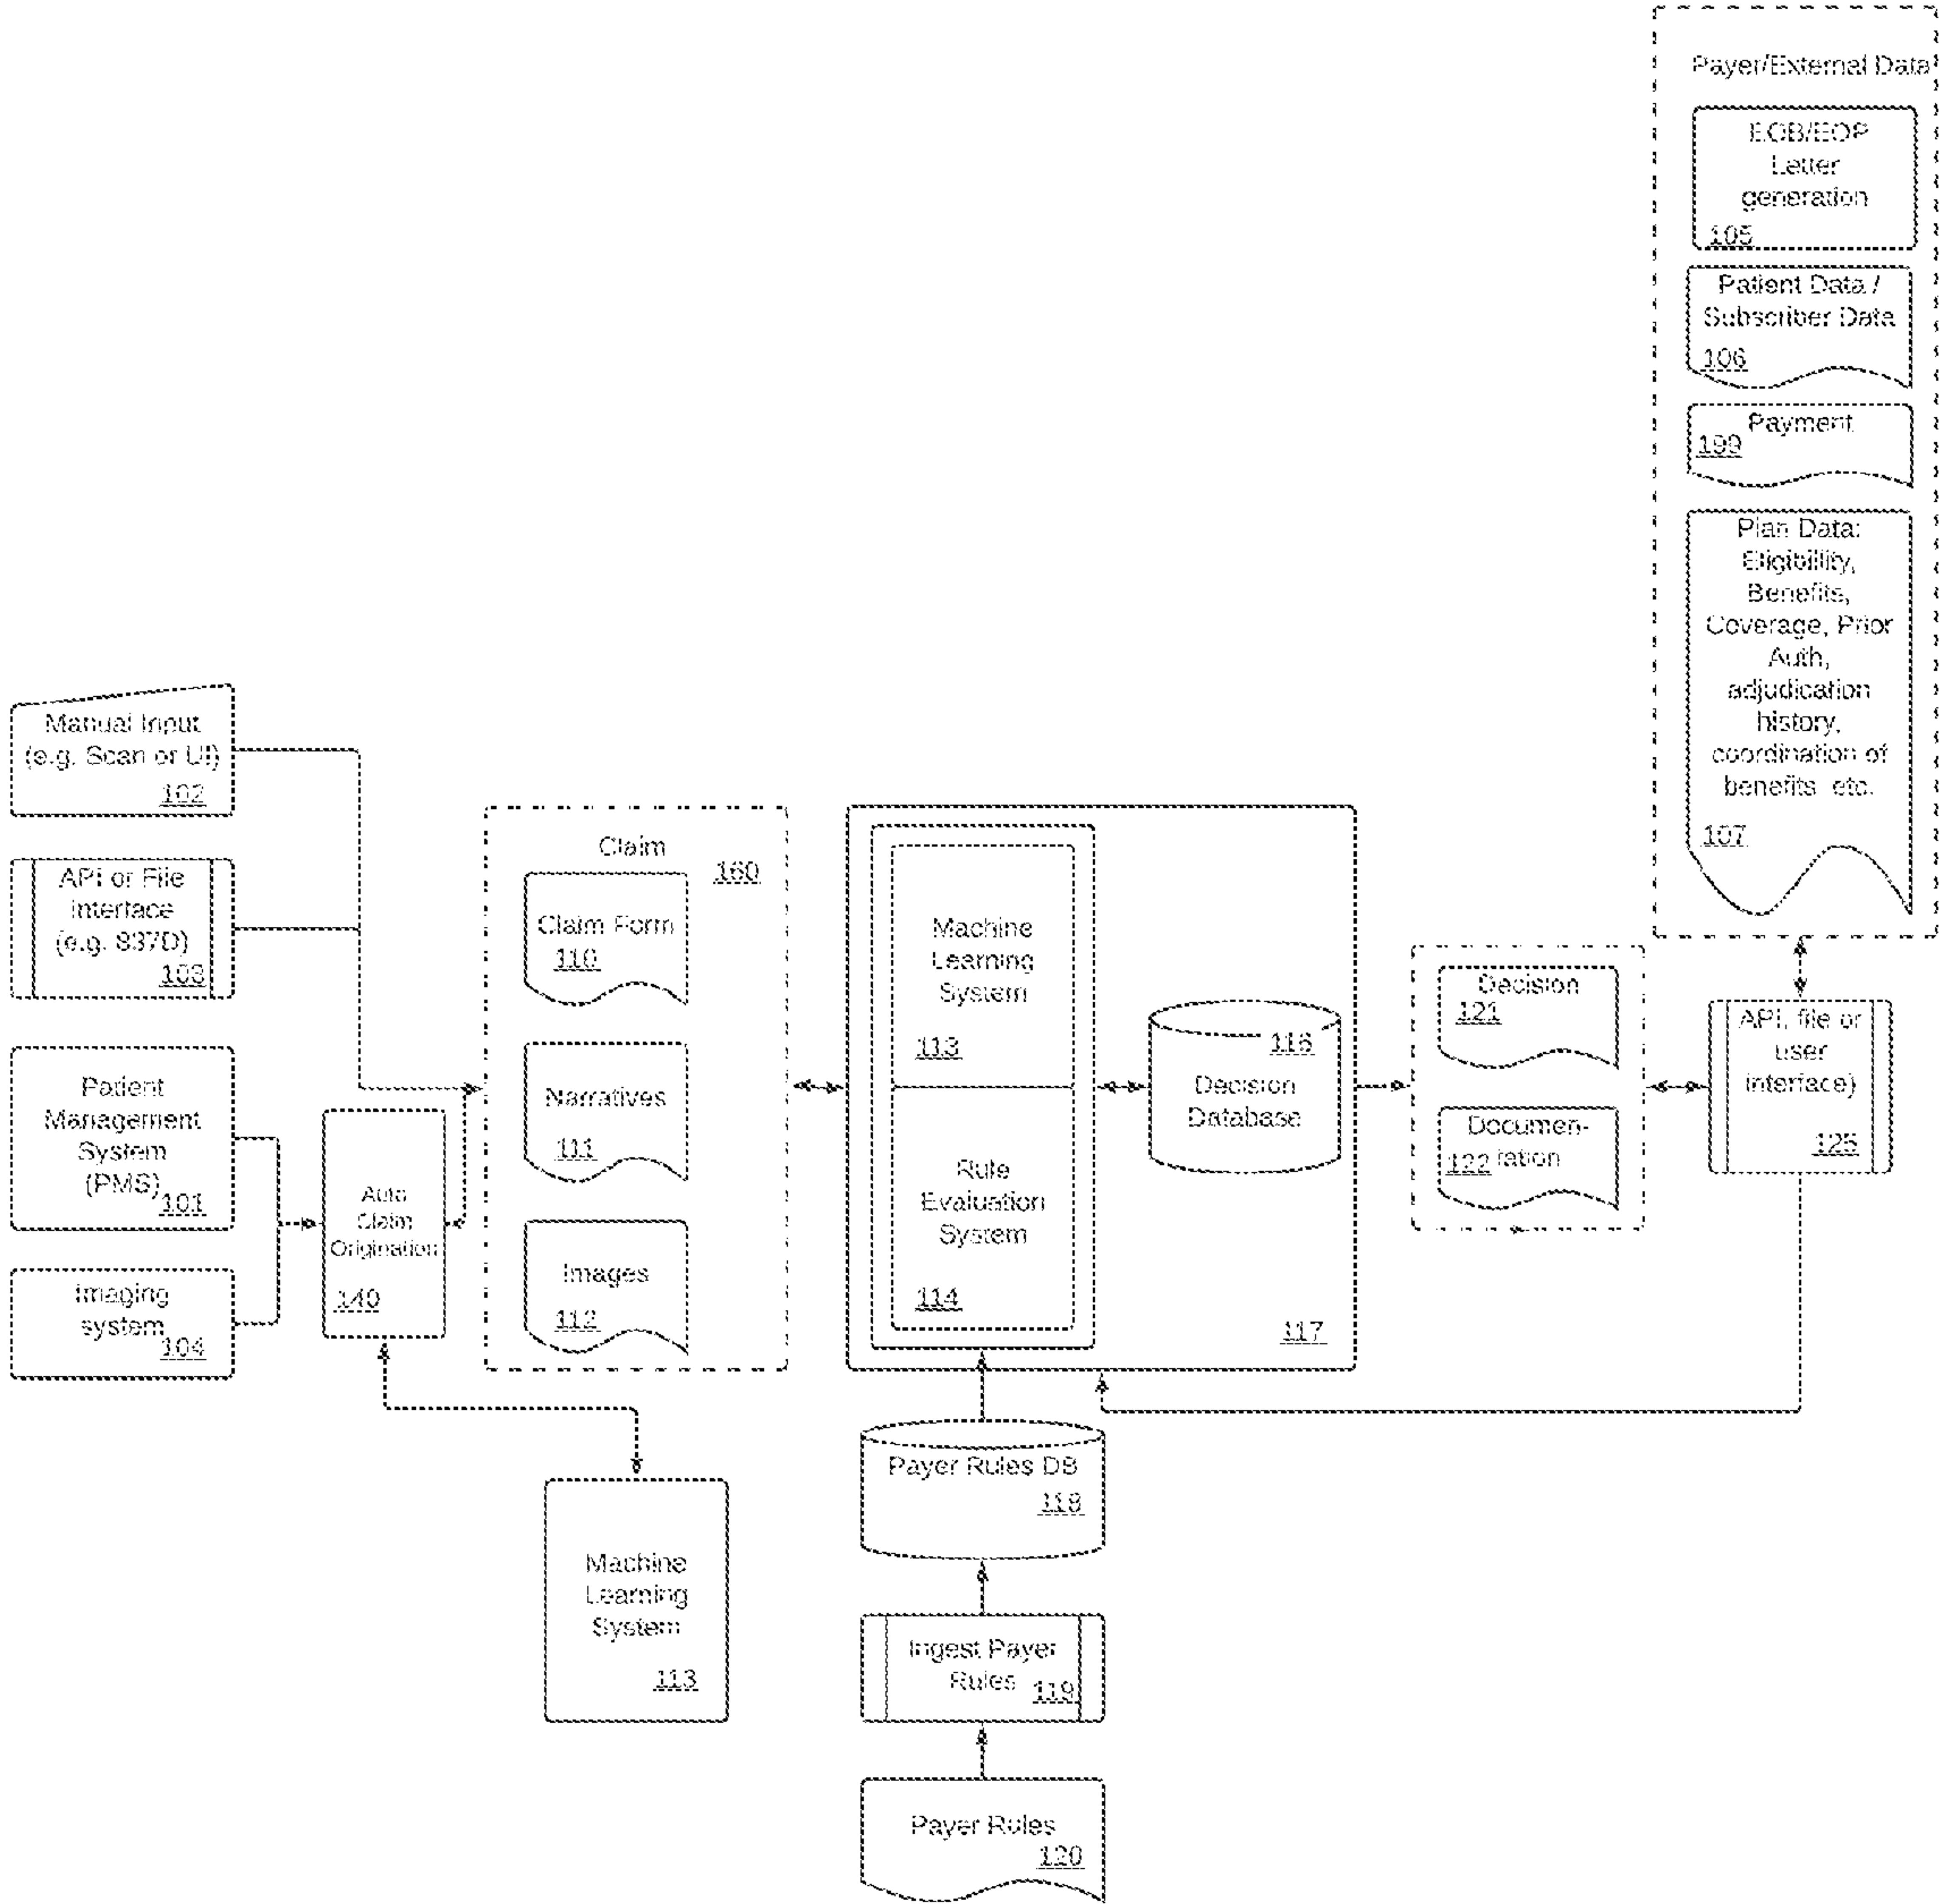 Payer/External Data
EOB/EOP
Letter
generation
105
Patient Data /
Subscriber Data
106
Payment
199
Plan Data:
Eligibility,
Benefits,
Coverage, Prior
Auth,
adjudication
history,
coordination of
benefits etc.
107
Manual Input
(e.g. Scan or UI)
102
API or File
interface
(e.g. 837D)
103
Patient
Management
System
(PMS)
101
Imaging
system
104
Auto
Claim
Origination
140
Claim
160
Claim Form
110
Narratives
111
Images
112
Machine
Learning
System
113
Rule
Evaluation
System
114
116
Decision
Database
117
Decision
121
Documen-
tation
122
API, file or
user
interface)
125
Machine
Learning
System
113
Payer Rules DB
118
Ingest Payer
Rules
119
Payer Rules
120